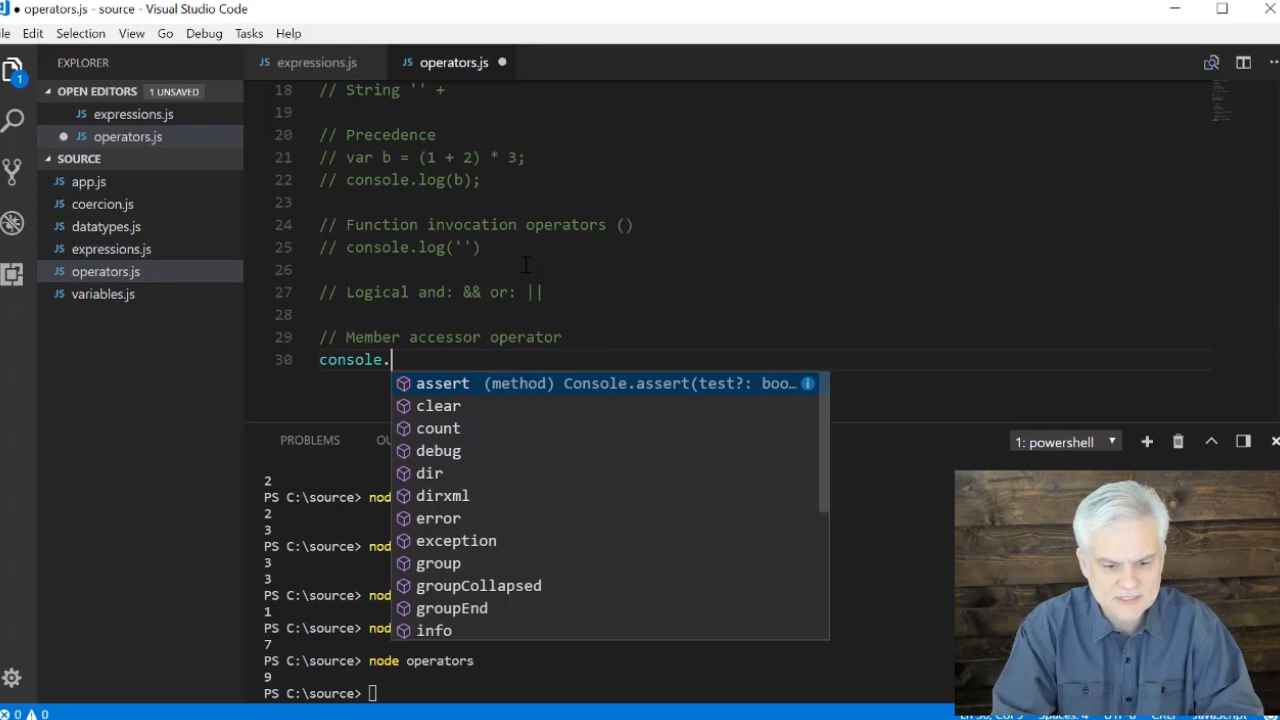 operators.js - source - Visual Studio Code
ile Edit Selection View Go Debug Tasks Help
EXPLORER
OPEN EDITORS 1 UNSAVED
expressions.js
operators.js
SOURCE
app.js
coercion.js
datatypes.js
expressions.js
operators.js
variables.js
1
expressions.js operators.js
18 // String '' +
19
20 // Precedence
21 // var b = (1 + 2) * 3;
22 // console.log(b);
23
24 // Function invocation operators ()
25 // console.log('')
26
27 // Logical and: && or: ||
28
29 // Member accessor operator
30 console.
assert (method) Console.assert(test?: boo…
clear
count
debug
dir
dirxml
error
exception
group
groupCollapsed
groupEnd
info
PROBLEMS OU
1: powershell
2
PS C:\source> nod
2
3
PS C:\source> nod
3
3
PS C:\source> nod
1
PS C:\source> nod
7
PS C:\source> node operators
9
PS C:\source>
0 0